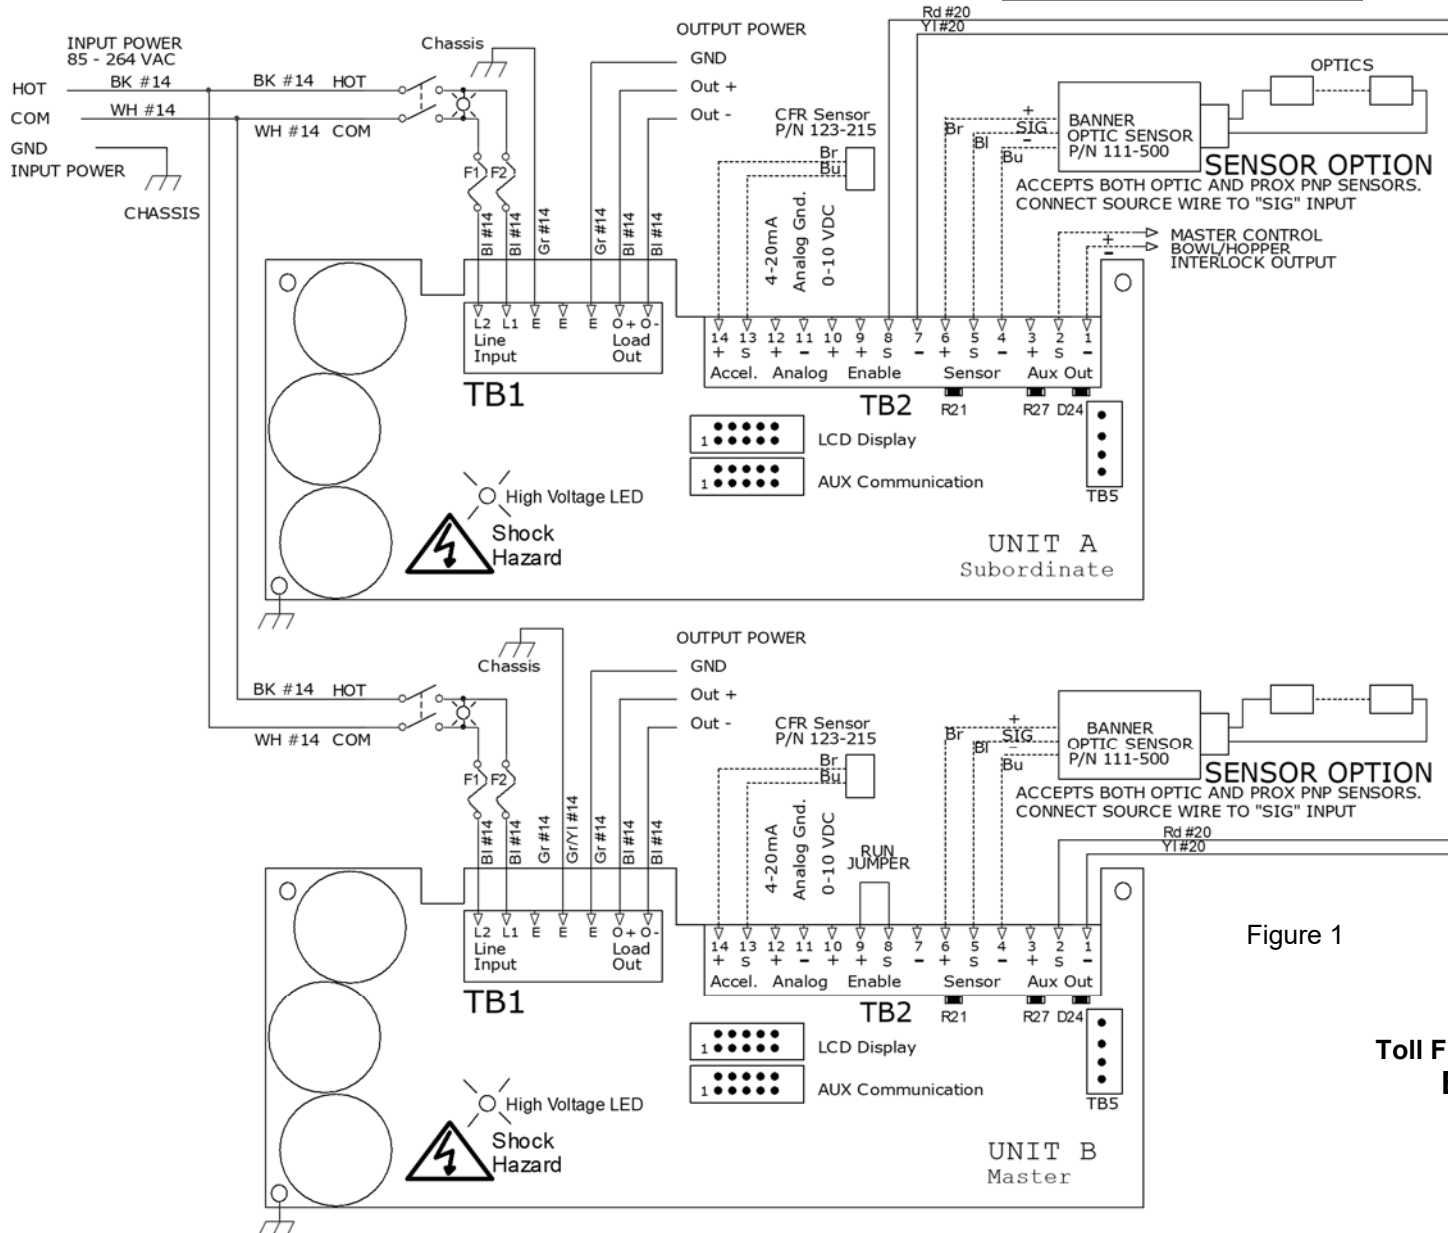 Rd #20
Yl #20
INPUT POWER
85 - 264 VAC
HOT
BK #14
BK #14 HOT
COM
WH #14
WH #14 COM
GND
INPUT POWER
CHASSIS
Chassis
F1
F2
Bl #14
Bl #14
Gr #14
Gr #14
Bl #14
Bl #14
OUTPUT POWER
GND
Out +
Out -
CFR Sensor
P/N 123-215
Br
Bu
4-20mA
Analog Gnd.
0-10 VDC
OPTICS
+
SIG
-
Br
Bl
Bu
BANNER
OPTIC SENSOR
P/N 111-500
SENSOR OPTION
ACCEPTS BOTH OPTIC AND PROX PNP SENSORS.
CONNECT SOURCE WIRE TO "SIG" INPUT
+
-
MASTER CONTROL
BOWL/HOPPER
INTERLOCK OUTPUT
L2 L1 E E E O+ O-
Line Input
Load Out
TB1
14 13 12 11 10 9 8 7 6 5 4 3 2 1
+ S + - + + S - + S - + S -
Accel. Analog Enable Sensor Aux Out
TB2
R21
R27 D24
1
LCD Display
1
AUX Communication
TB5
High Voltage LED
Shock
Hazard
UNIT A
Subordinate
Chassis
BK #14 HOT
WH #14 COM
F1
F2
Bl #14
Bl #14
Gr #14
Gr/Yl #14
Gr #14
Bl #14
Bl #14
OUTPUT POWER
GND
Out +
Out -
CFR Sensor
P/N 123-215
Br
Bu
4-20mA
Analog Gnd.
0-10 VDC
RUN
JUMPER
+
SIG
-
Br
Bl
Bu
BANNER
OPTIC SENSOR
P/N 111-500
SENSOR OPTION
ACCEPTS BOTH OPTIC AND PROX PNP SENSORS.
CONNECT SOURCE WIRE TO "SIG" INPUT
Rd #20
Yl #20
Figure 1
L2 L1 E E E O+ O-
Line Input
Load Out
TB1
14 13 12 11 10 9 8 7 6 5 4 3 2 1
+ S + - + + S - + S - + S -
Accel. Analog Enable Sensor Aux Out
TB2
R21
R27 D24
1
LCD Display
1
AUX Communication
TB5
Toll F
High Voltage LED
Shock
Hazard
UNIT B
Master